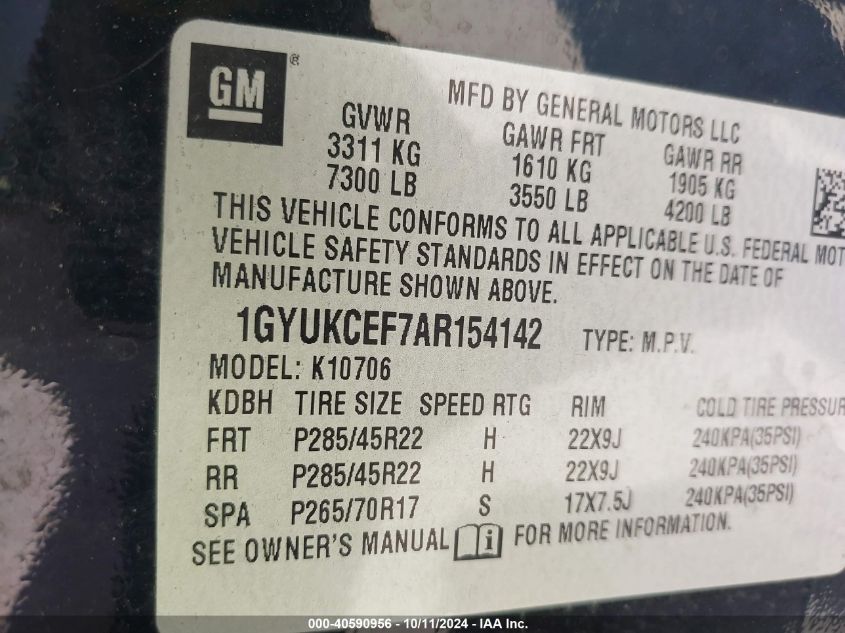 GM ®
MFD BY GENERAL MOTORS LLC
GVWR GAWR FRT GAWR RR
3311 KG 1610 KG 1905 KG
7300 LB 3550 LB 4200 LB
THIS VEHICLE CONFORMS TO ALL APPLICABLE U.S. FEDERAL MOT
VEHICLE SAFETY STANDARDS IN EFFECT ON THE DATE OF
MANUFACTURE SHOWN ABOVE.
1GYUKCEF7AR154142 TYPE: M.P.V.
MODEL: K10706
KDBH TIRE SIZE SPEED RTG RIM COLD TIRE PRESSUR
FRT P285/45R22 H 22X9J 240KPA(35PSI)
RR P285/45R22 H 22X9J 240KPA(35PSI)
SPA P265/70R17 S 17X7.5J 240KPA(35PSI)
SEE OWNER'S MANUAL i FOR MORE INFORMATION.
000-40590956 - 10/11/2024 - IAA Inc.